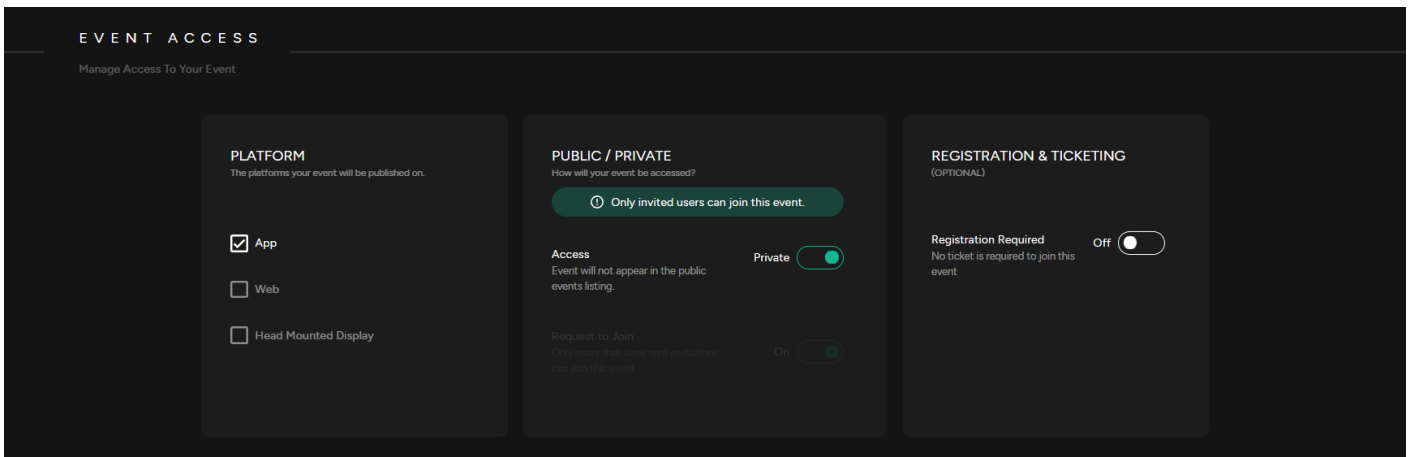 EVENT ACCESS
Manage Access To Your Event
PLATFORM
The platforms your event will be published on.
App
Web
Head Mounted Display
PUBLIC / PRIVATE
How will your event be accessed?
Only invited users can join this event.
Access
Private
Event will not appear in the public
events listing.
Request to Join
On
Only users that were sent invitations
can join this event
REGISTRATION & TICKETING
(OPTIONAL)
Registration Required
Off
No ticket is required to join this
event